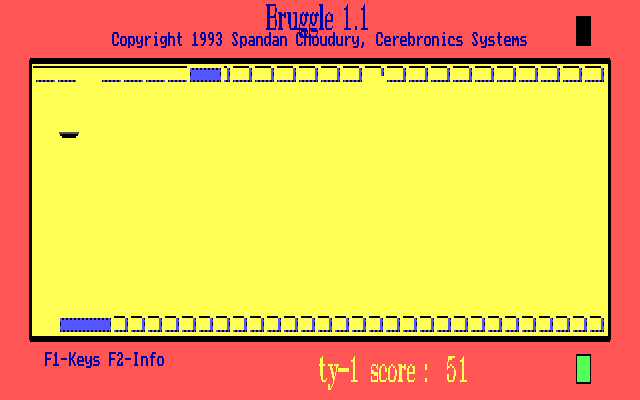 Bruggle 1.1
Copyright 1993 Spandan Choudury, Cerebronics Systems
F1-Keys F2-Info
ty-1 score : 51